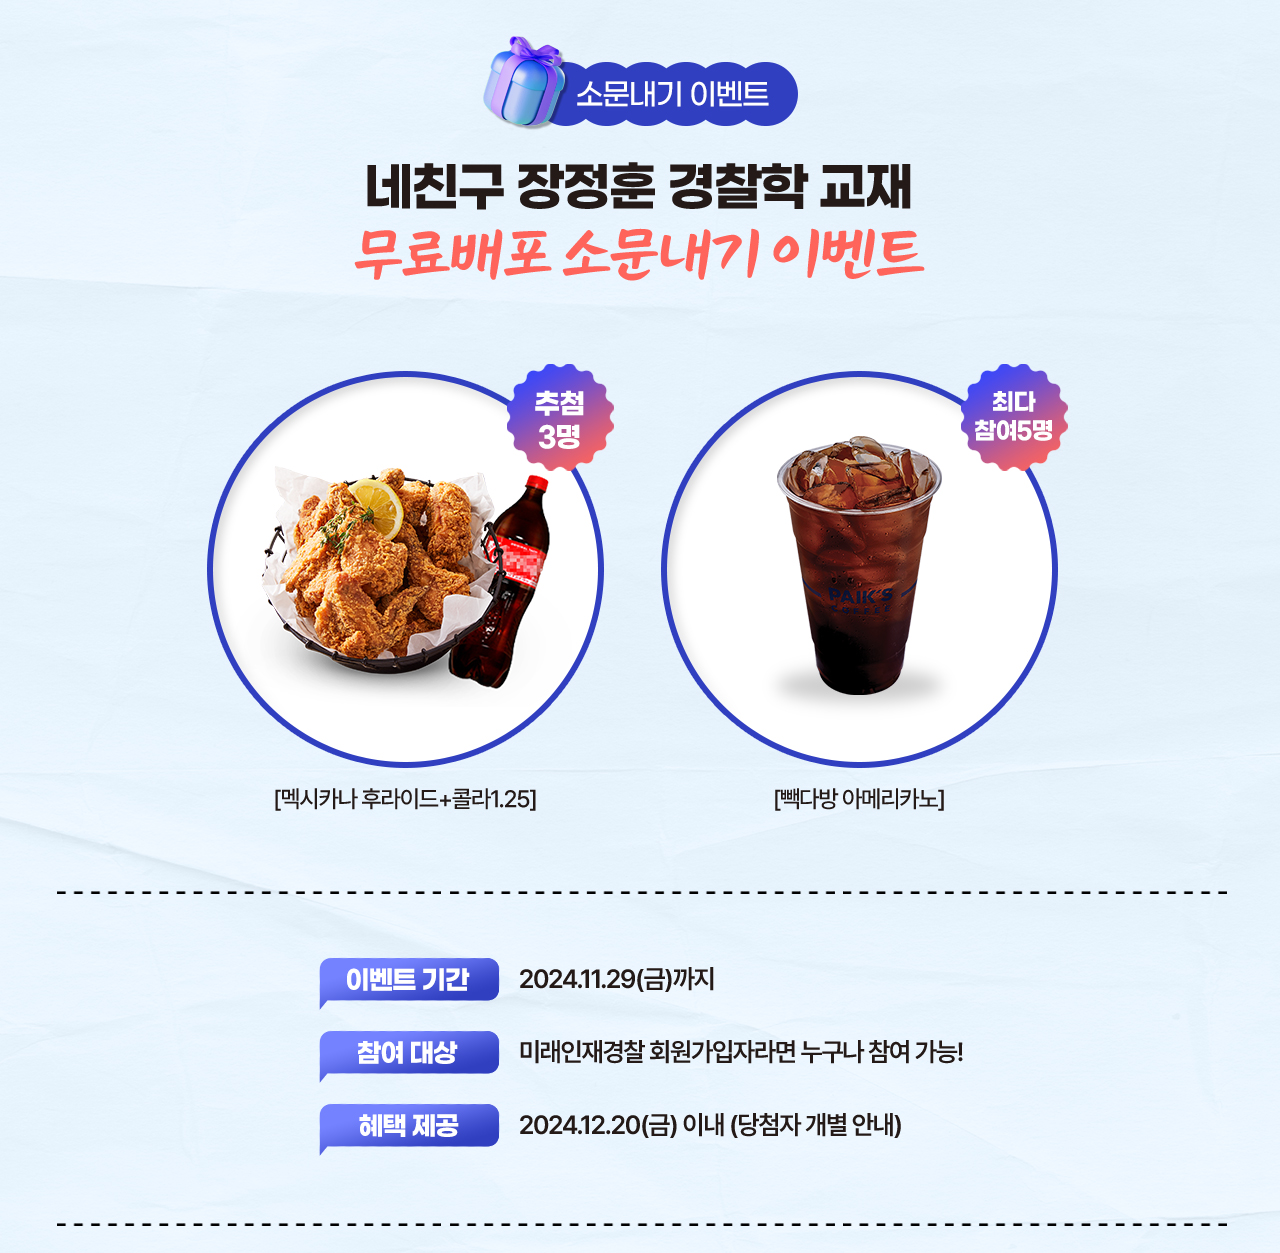 소문내기 이벤트
네친구 장정훈 경찰학 교재
무료배포 소문내기 이벤트
추첨
3명
최다
참여5명
PAIK'S
COFFEE
[멕시카나 후라이드+콜라1.25]
[빽다방 아메리카노]
이벤트 기간
2024.11.29(금)까지
참여 대상
미래인재경찰 회원가입자라면 누구나 참여 가능!
혜택 제공
2024.12.20(금) 이내 (당첨자 개별 안내)